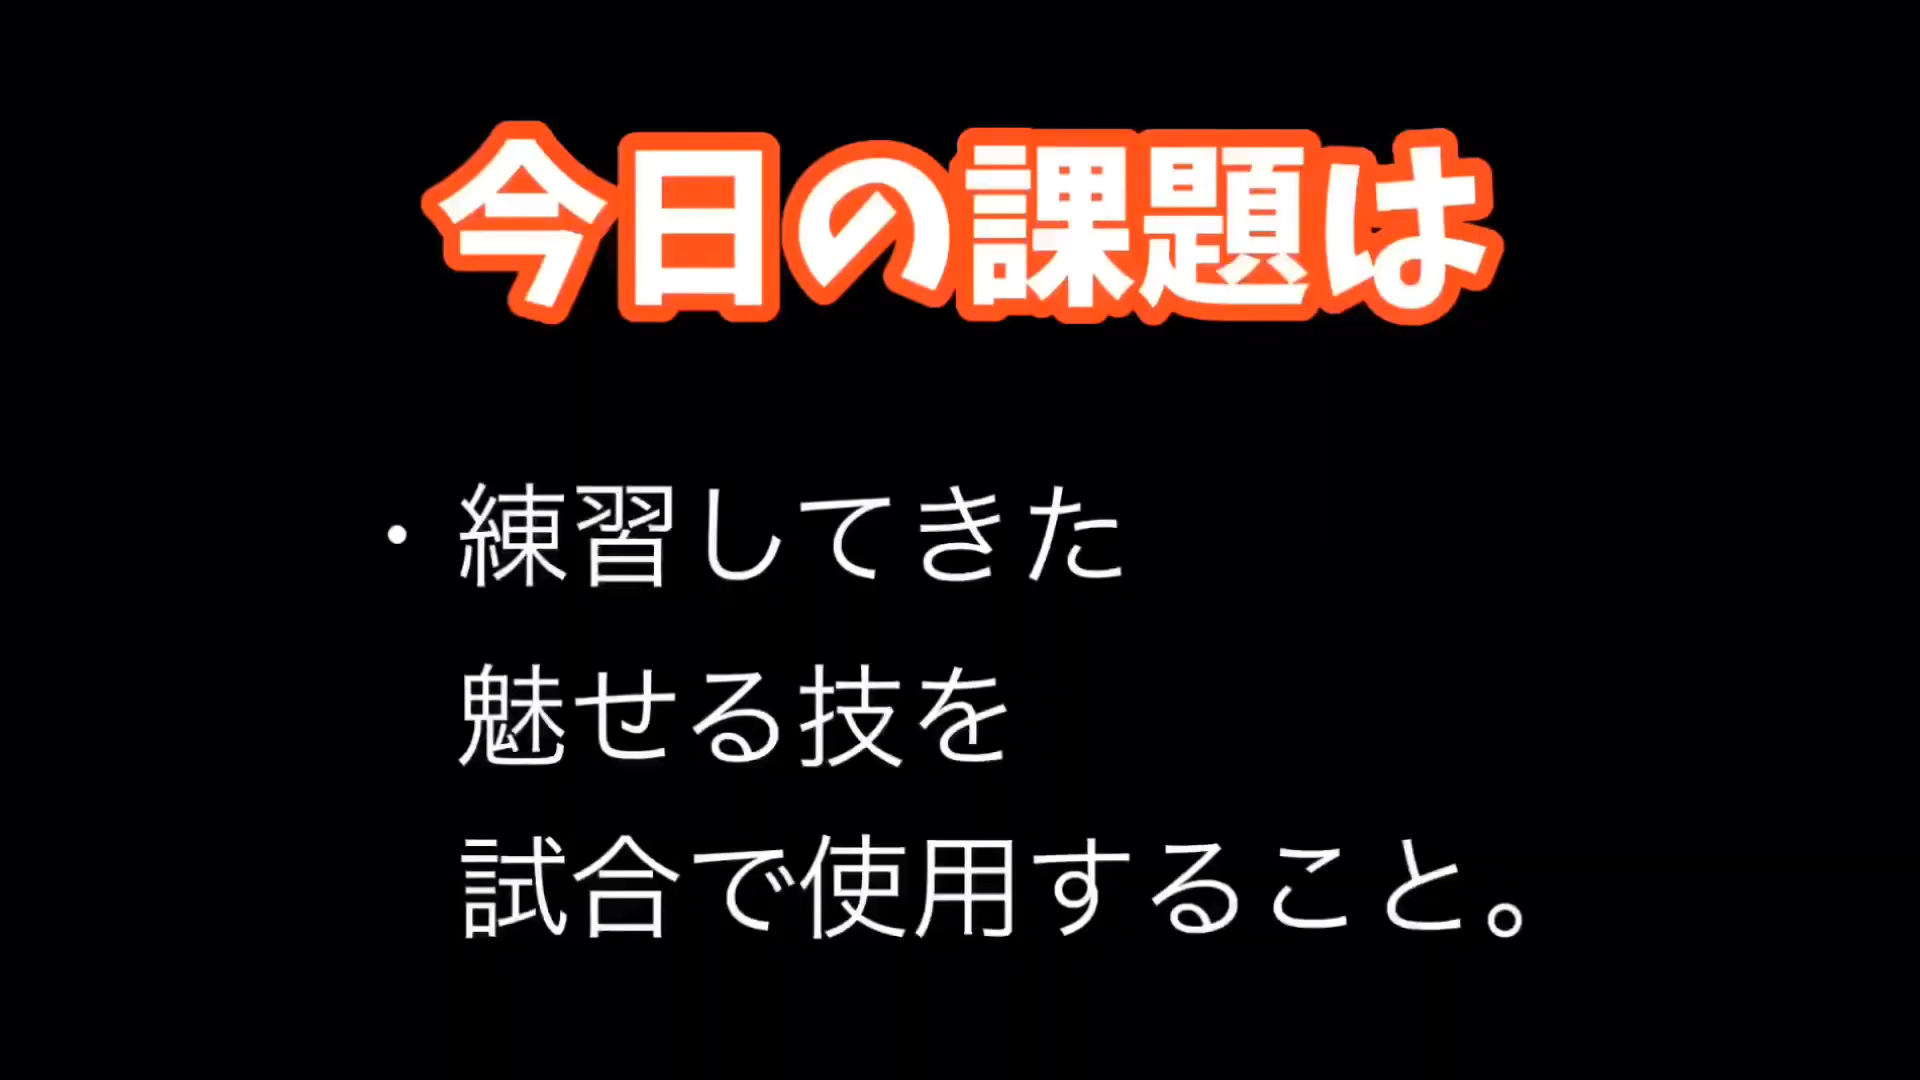 今日の課題は
・練習してきた
魅せる技を
試合で使用すること。